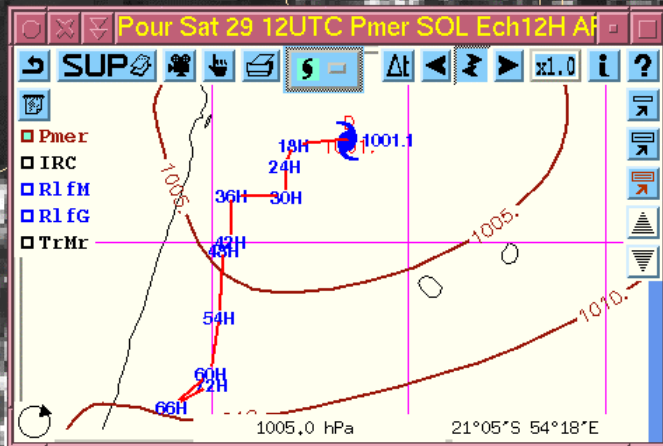 Pour Sat 29 12UTC Pmer SOL Ech12H
SUP Δt x1.0 i ?
Pmer
IRC
RlfM
RlfG
TrMr
1005.
D
1001.1
18H
24H
36H
30H
42H
48H
1005.
54H
1010.
60H
72H
66H
1005.0 hPa 21°05"S 54°18"E